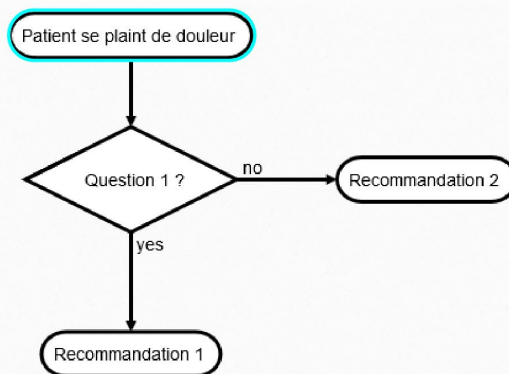 Patient se plaint de douleur
Question 1 ?
no
Recommandation 2
yes
Recommandation 1